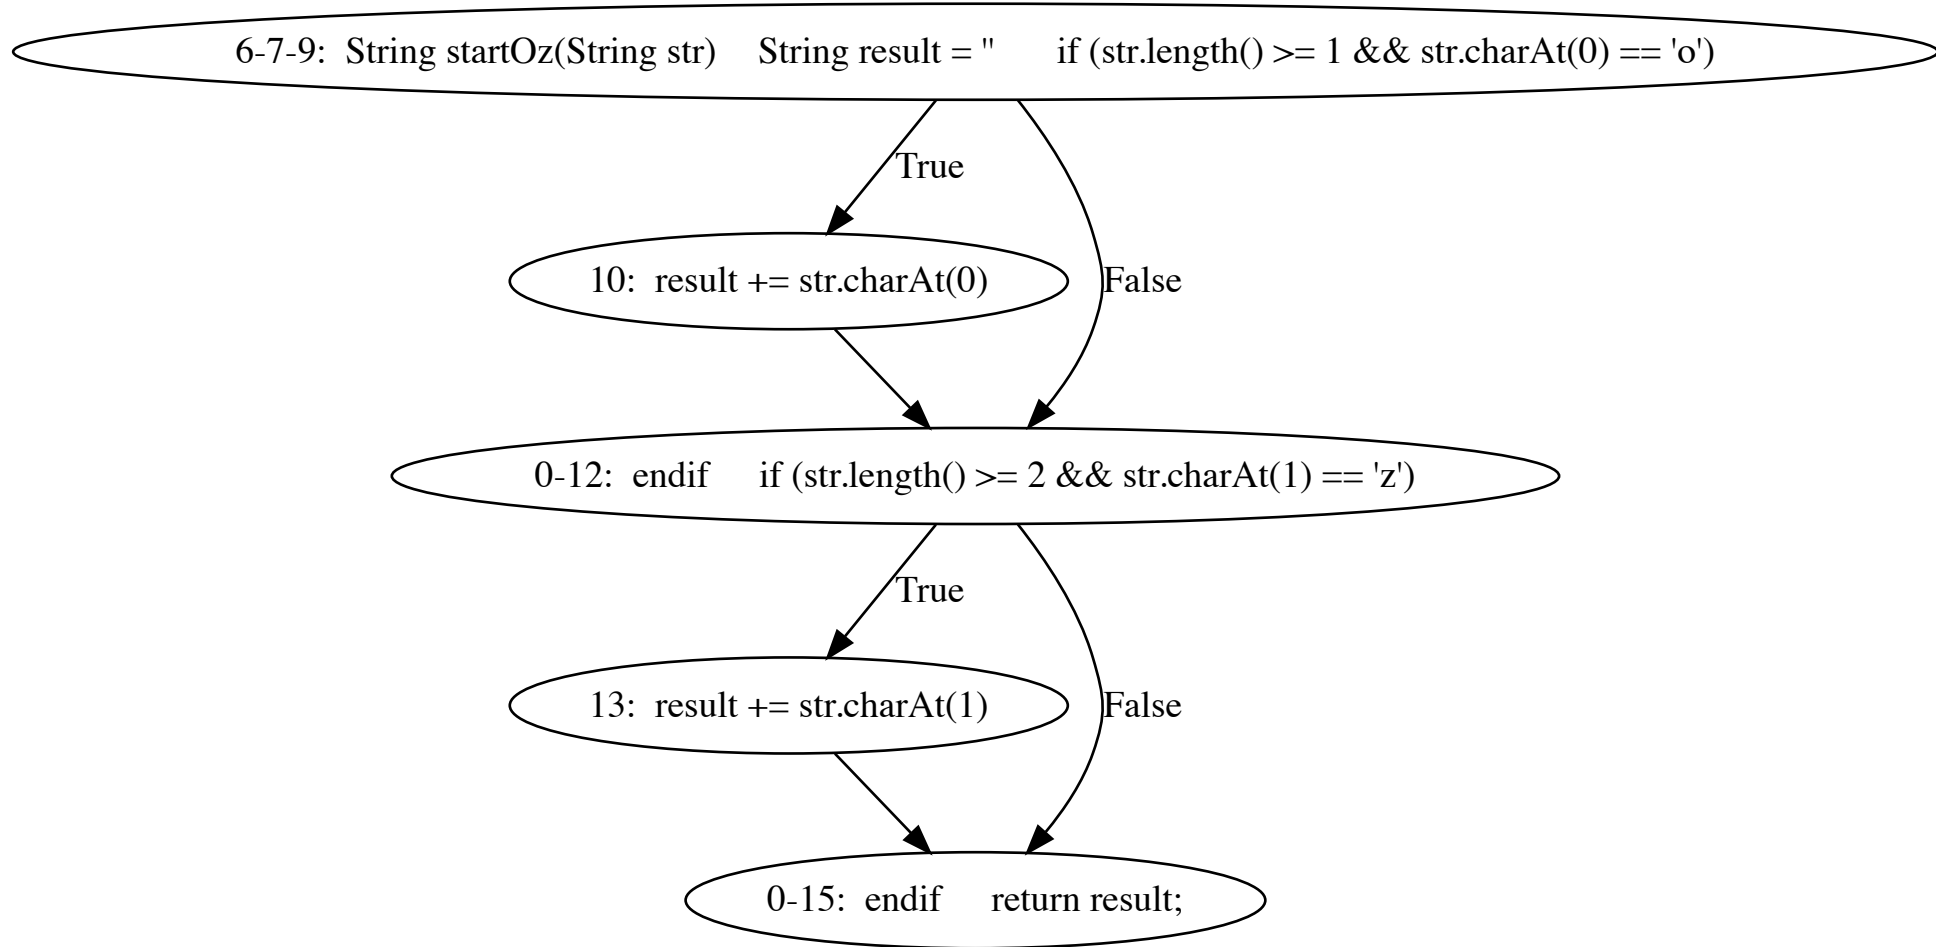 6-7-9:  String startOz(String str)    String result = ''      if (str.length() >= 1 && str.charAt(0) == 'o')
True
10:  result += str.charAt(0)
False
0-12:  endif     if (str.length() >= 2 && str.charAt(1) == 'z')
True
13:  result += str.charAt(1)
False
0-15:  endif     return result;